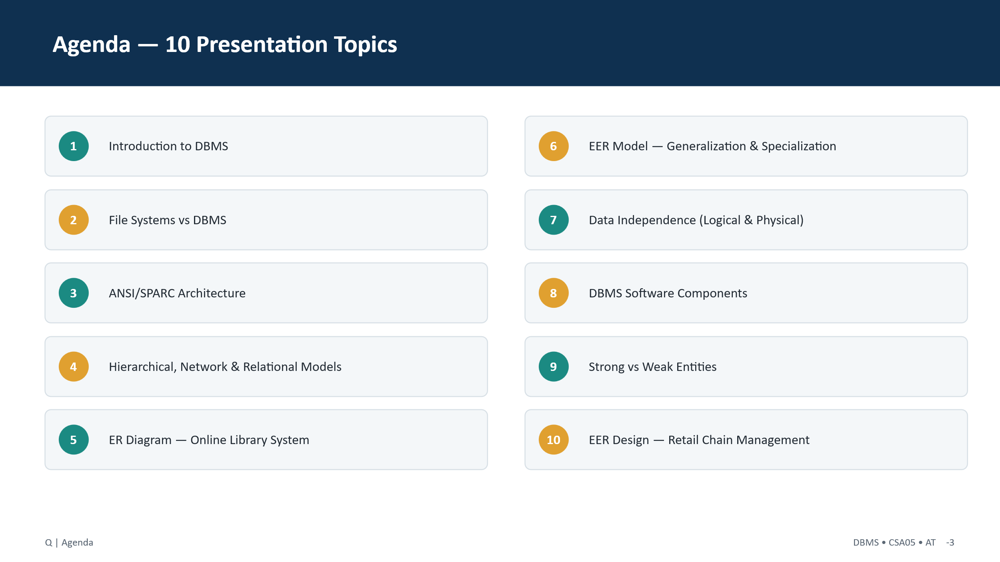 Agenda — 10 Presentation Topics
1 Introduction to DBMS
2 File Systems vs DBMS
3 ANSI/SPARC Architecture
4 Hierarchical, Network & Relational Models
5 ER Diagram — Online Library System
6 EER Model — Generalization & Specialization
7 Data Independence (Logical & Physical)
8 DBMS Software Components
9 Strong vs Weak Entities
10 EER Design — Retail Chain Management
Q | Agenda
DBMS • CSA05 • AT -3